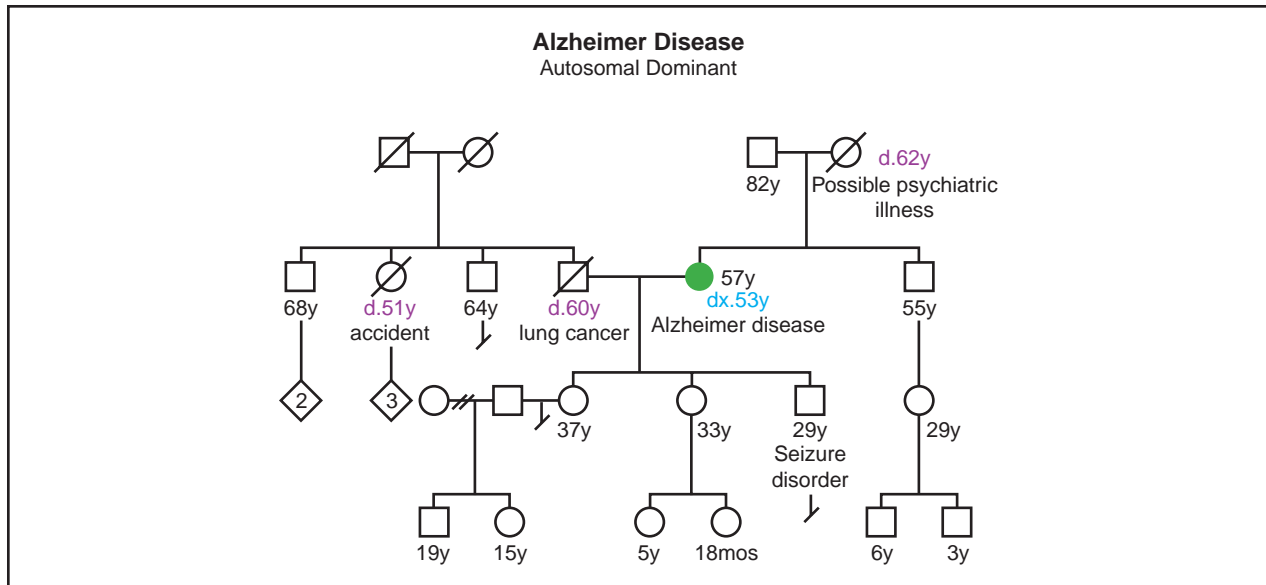 Alzheimer Disease
Autosomal Dominant
d.62y
82y
Possible psychiatric
illness
57y
dx.53y
Alzheimer disease
68y
d.51y
accident
64y
d.60y
lung cancer
55y
2
3
37y
33y
29y
Seizure
disorder
29y
19y
15y
5y
18mos
6y
3y